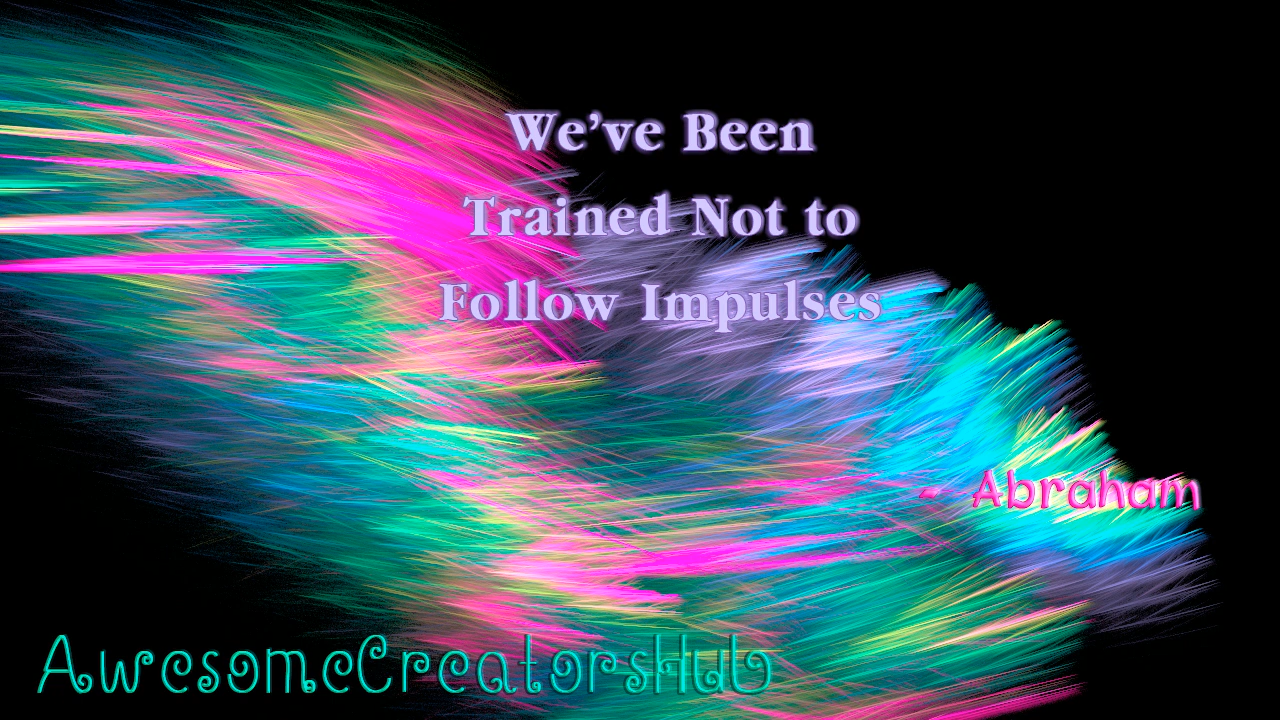 We've Been
Trained Not to
Follow Impulses
- Abraham
AwesomeCreatorsHub